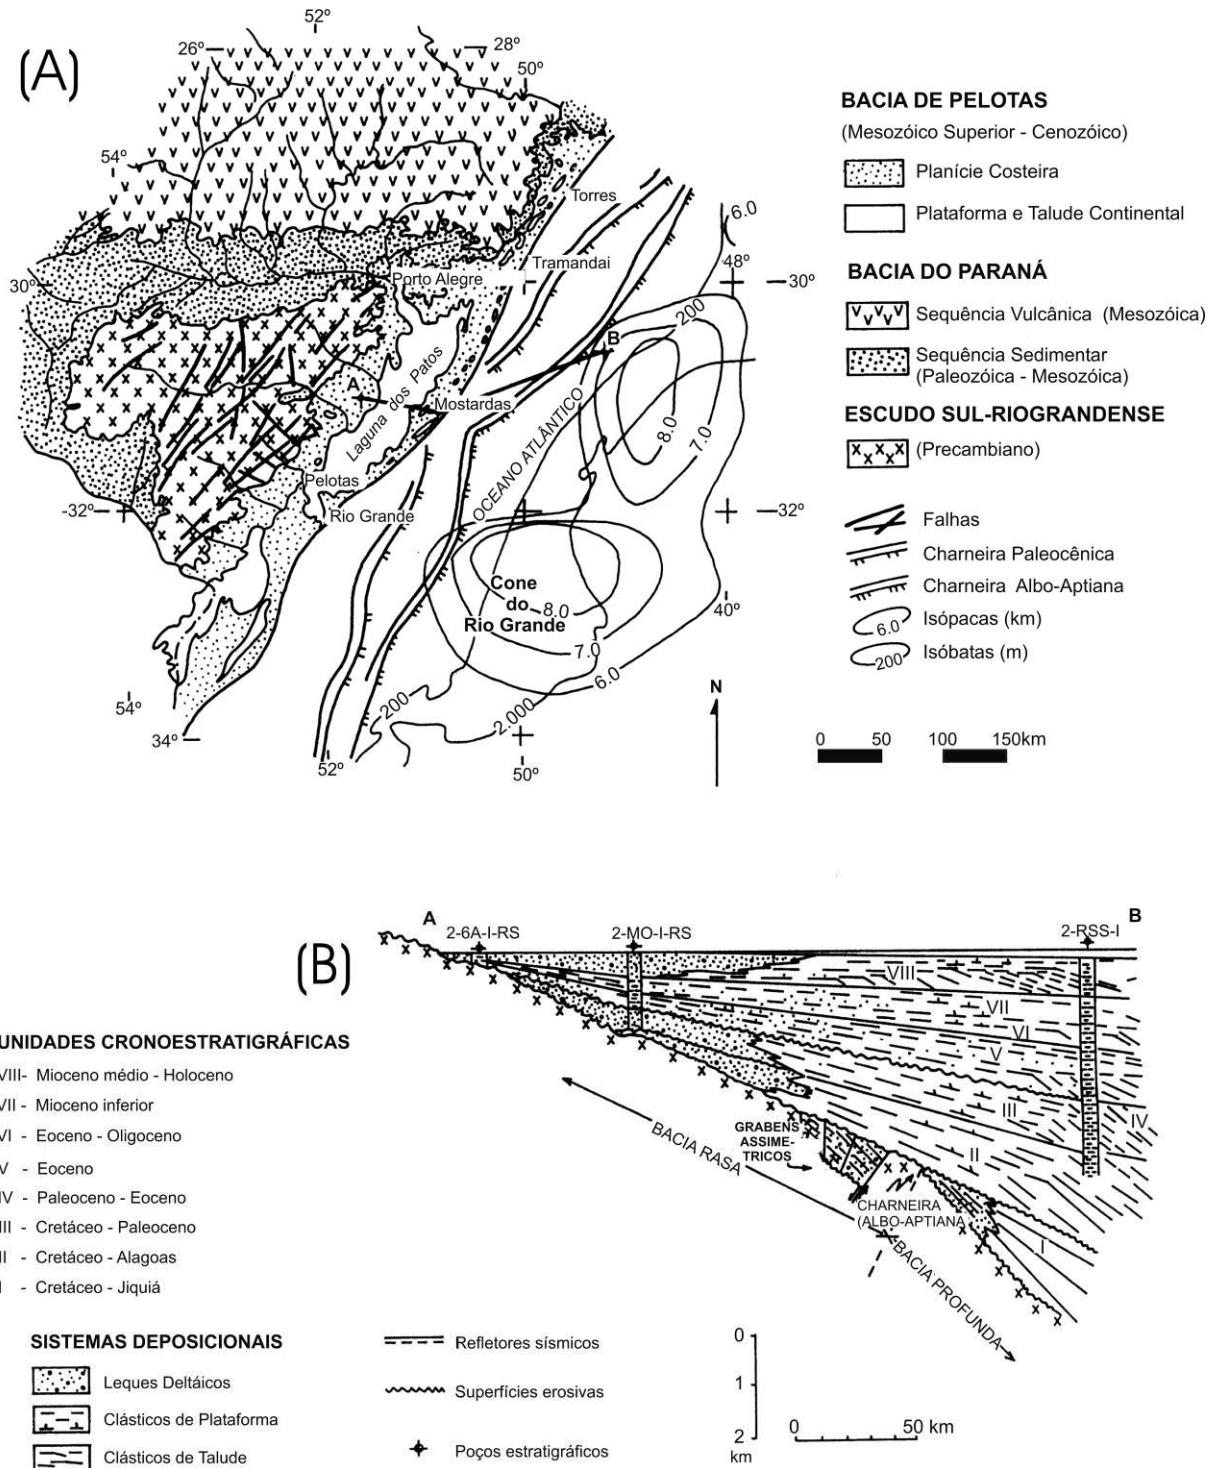 (A)
52º
26º
28º
50º
54º
Torres
6.0
Tramandai
48º
30º
Porto Alegre
30º
200
B
A
Laguna dos Patos
Mostardas
OCEANO ATLÂNTICO
8.0
7.0
Pelotas
Rio Grande
-32º
32º
Cone
do
Rio Grande
8.0
40º
7.0
6.0
200
2.000
N
54º
34º
52º
50º
BACIA DE PELOTAS
(Mesozóico Superior - Cenozóico)
Planície Costeira
Plataforma e Talude Continental
BACIA DO PARANÁ
Sequência Vulcânica (Mesozóica)
Sequência Sedimentar
(Paleozóica - Mesozóica)
ESCUDO SUL-RIOGRANDENSE
(Precambiano)
Falhas
Charneira Paleocênica
Charneira Albo-Aptiana
6.0 Isópacas (km)
200 Isóbatas (m)
0 50 100 150km
(B)
A
2-6A-I-RS
2-MO-I-RS
2-RSS-I
B
VIII
VII
VI
V
III
IV
II
I
BACIA RASA
GRABENS
ASSIME-
TRICOS
CHARNEIRA
(ALBO-APTIANA
BACIA PROFUNDA
UNIDADES CRONOESTRATIGRÁFICAS
VIII- Mioceno médio - Holoceno
VII - Mioceno inferior
VI - Eoceno - Oligoceno
V - Eoceno
IV - Paleoceno - Eoceno
III - Cretáceo - Paleoceno
II - Cretáceo - Alagoas
I - Cretáceo - Jiquiá
SISTEMAS DEPOSICIONAIS
Leques Deltáicos
Clásticos de Plataforma
Clásticos de Talude
Refletores sísmicos
Superfícies erosivas
Poços estratigráficos
0
1
2
km
0 50 km